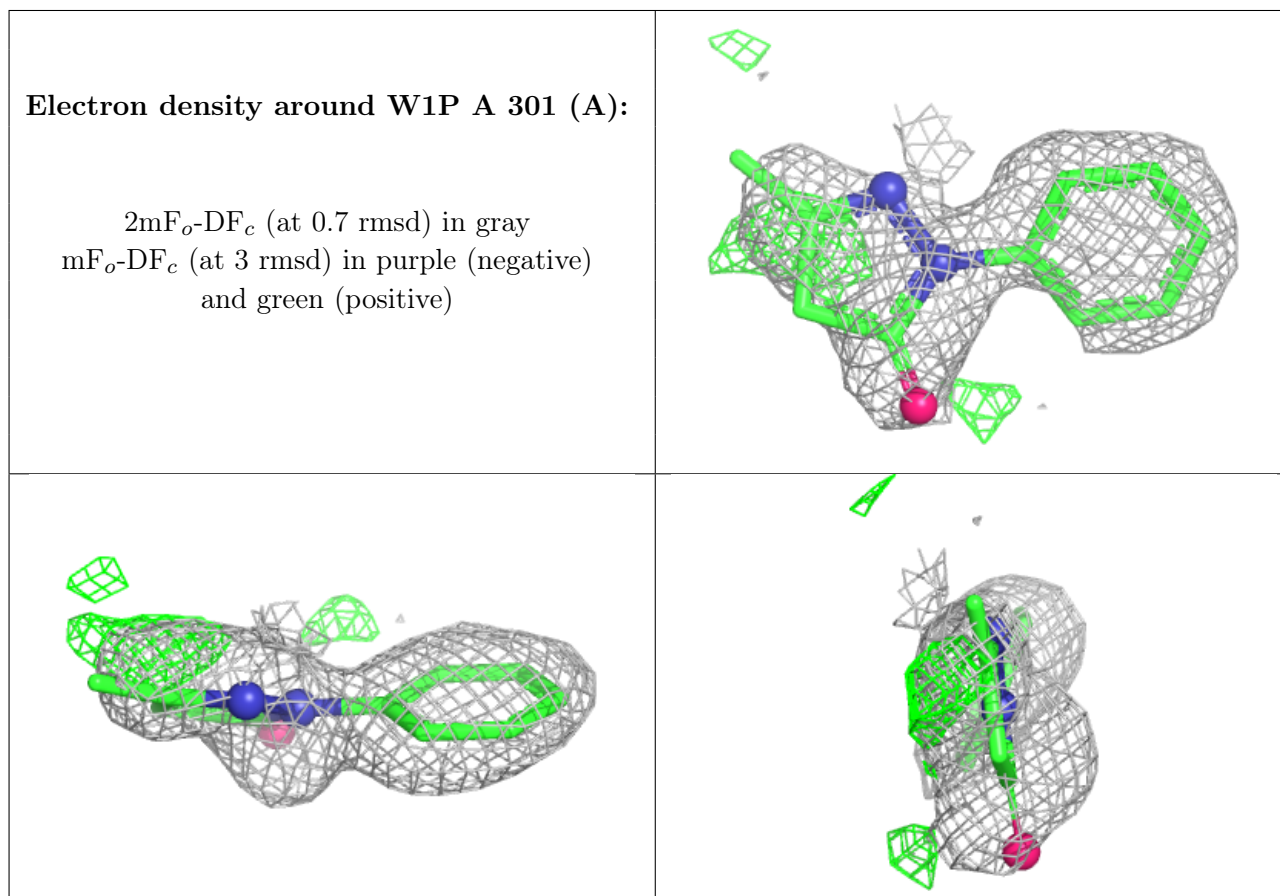 Electron density around W1P A 301 (A):
2mFo-DFc (at 0.7 rmsd) in gray
mFo-DFc (at 3 rmsd) in purple (negative)
and green (positive)